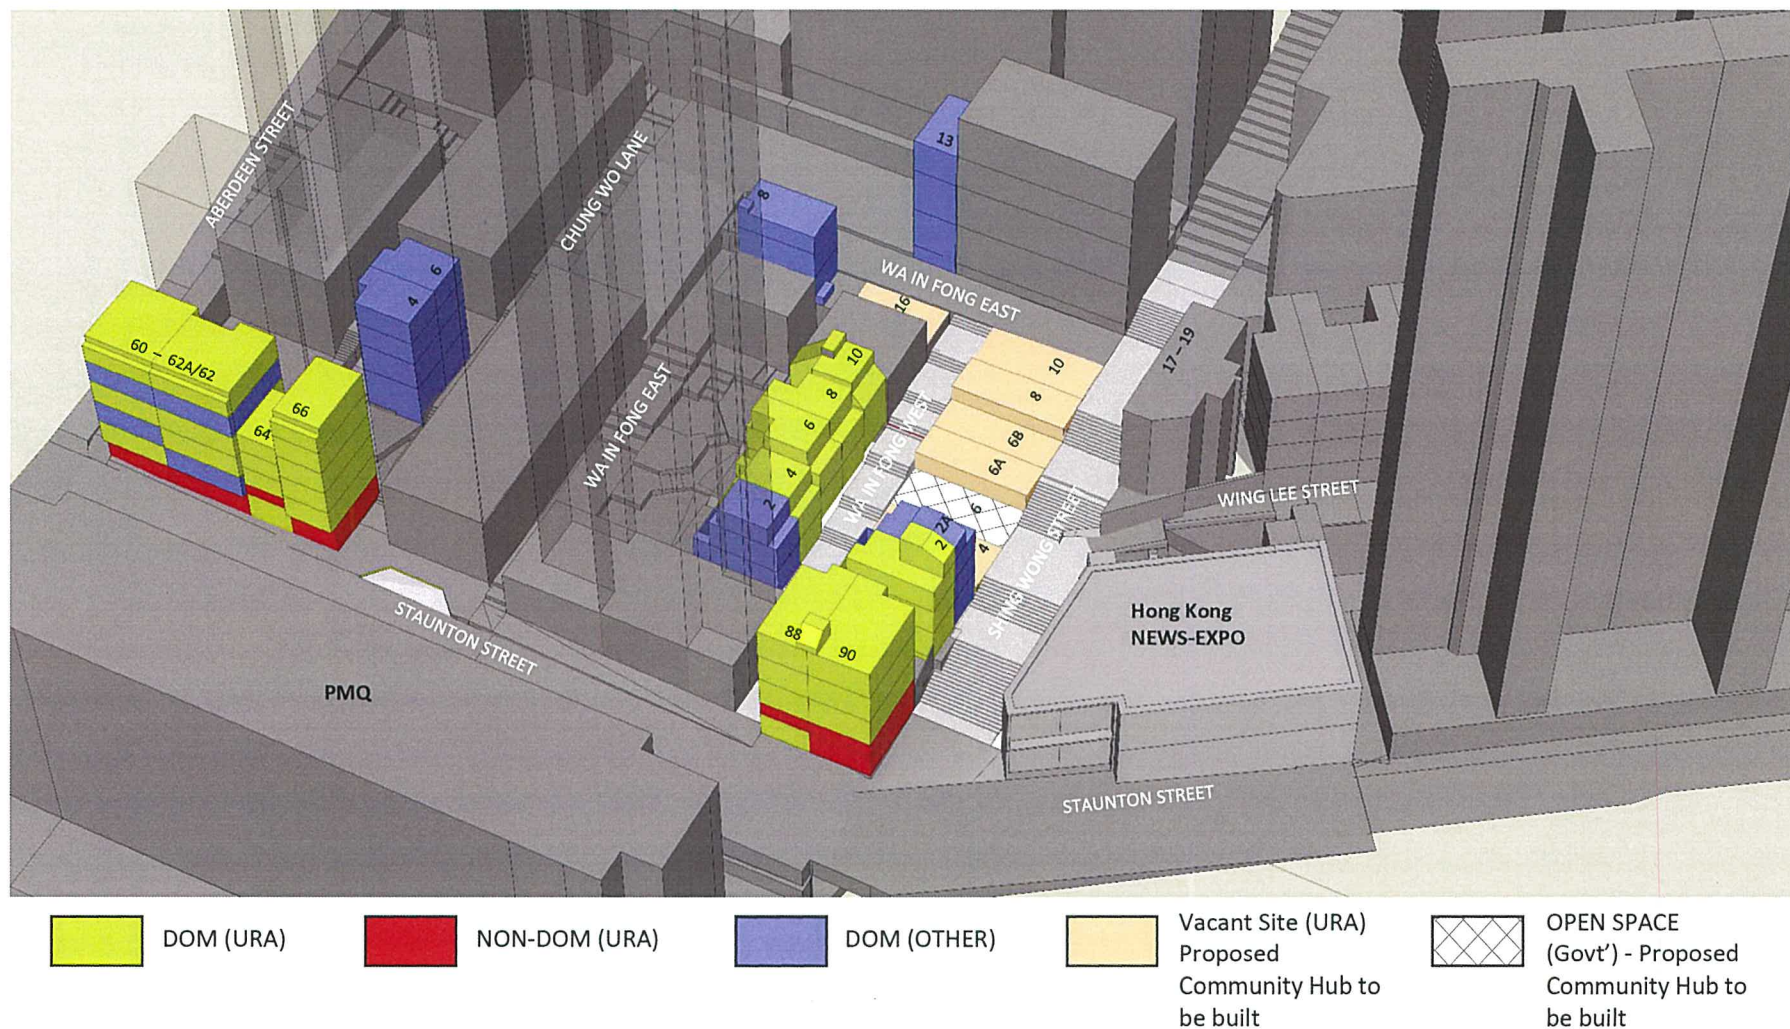 ABERDEEN STREET
CHUNG WO LANE
13
8
6
4
WA IN FONG EAST
16
60 – 62A/62
66
64
WA IN FONG EAST
10
8
6
4
2
WA IN FONG WEST
10
8
6B
6A
6
4
2A
2
17 – 19
WING LEE STREET
SHING WONG STREET
88
90
Hong Kong
NEWS-EXPO
STAUNTON STREET
PMQ
STAUNTON STREET
DOM (URA)
NON-DOM (URA)
DOM (OTHER)
Vacant Site (URA)
Proposed
Community Hub to
be built
OPEN SPACE
(Govt') - Proposed
Community Hub to
be built